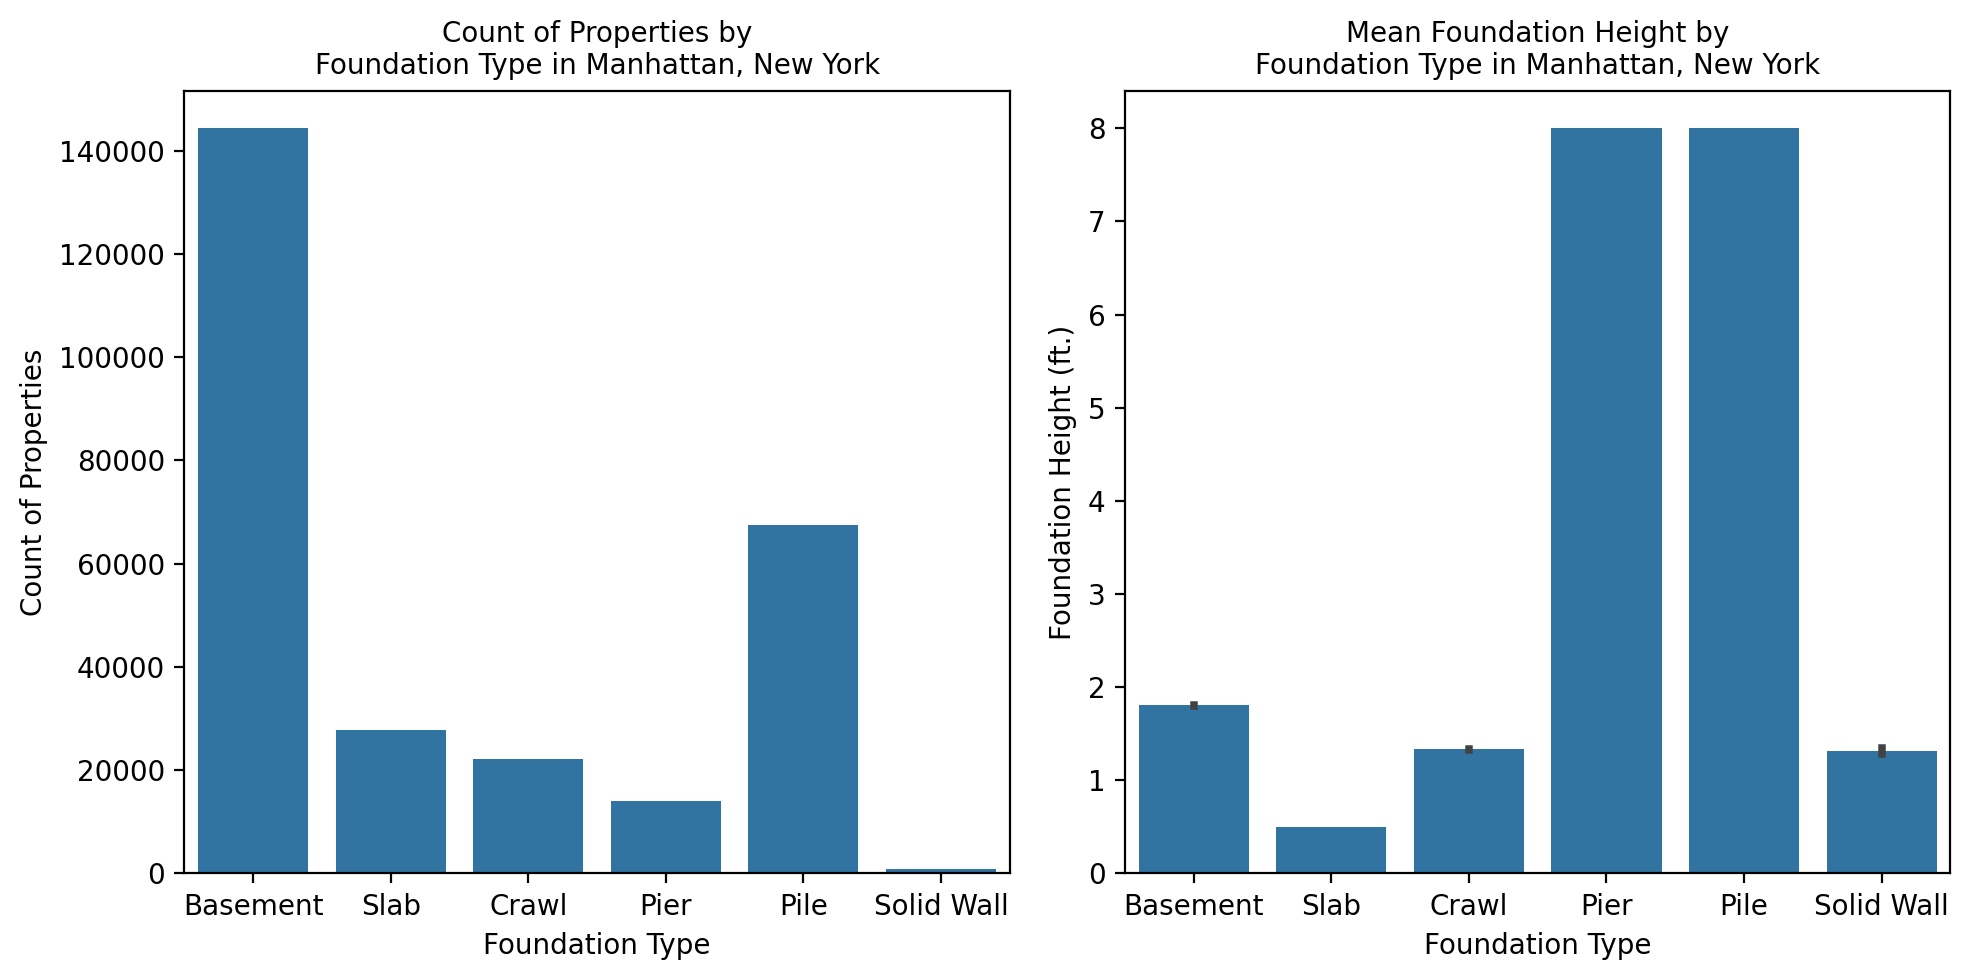 Count of Properties by
Foundation Type in Manhattan, New York
Count of Properties
140000
120000
100000
80000
60000
40000
20000
0
Basement Slab Crawl Pier Pile Solid Wall
Foundation Type
Mean Foundation Height by
Foundation Type in Manhattan, New York
Foundation Height (ft.)
8
7
6
5
4
3
2
1
0
Basement Slab Crawl Pier Pile Solid Wall
Foundation Type